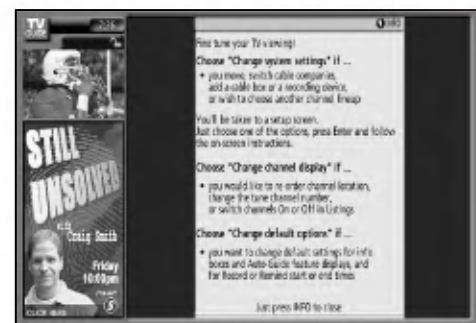 TV
GUIDE
INFO
Fine tune your TV viewing!
Choose "Change system settings" if ...
• you move, switch cable companies,
add a cable box or a recording device,
or wish to choose another channel lineup
You'll be taken to a setup screen.
Just choose one of the options, press Enter and follow
the on-screen instructions.
Choose "Change channel display" if ...
• you would like to re-order channel location,
change the tune channel number,
or switch channels On or Off in Listings
Choose "Change default options" if ...
• you want to change default settings for info
boxes and Auto-Guide feature displays, and
for Record or Remind start or end times
Just press INFO to close
STILL
UNSOLVED
with
Craig Smith
Friday
10:00pm
5
CLICK HERE